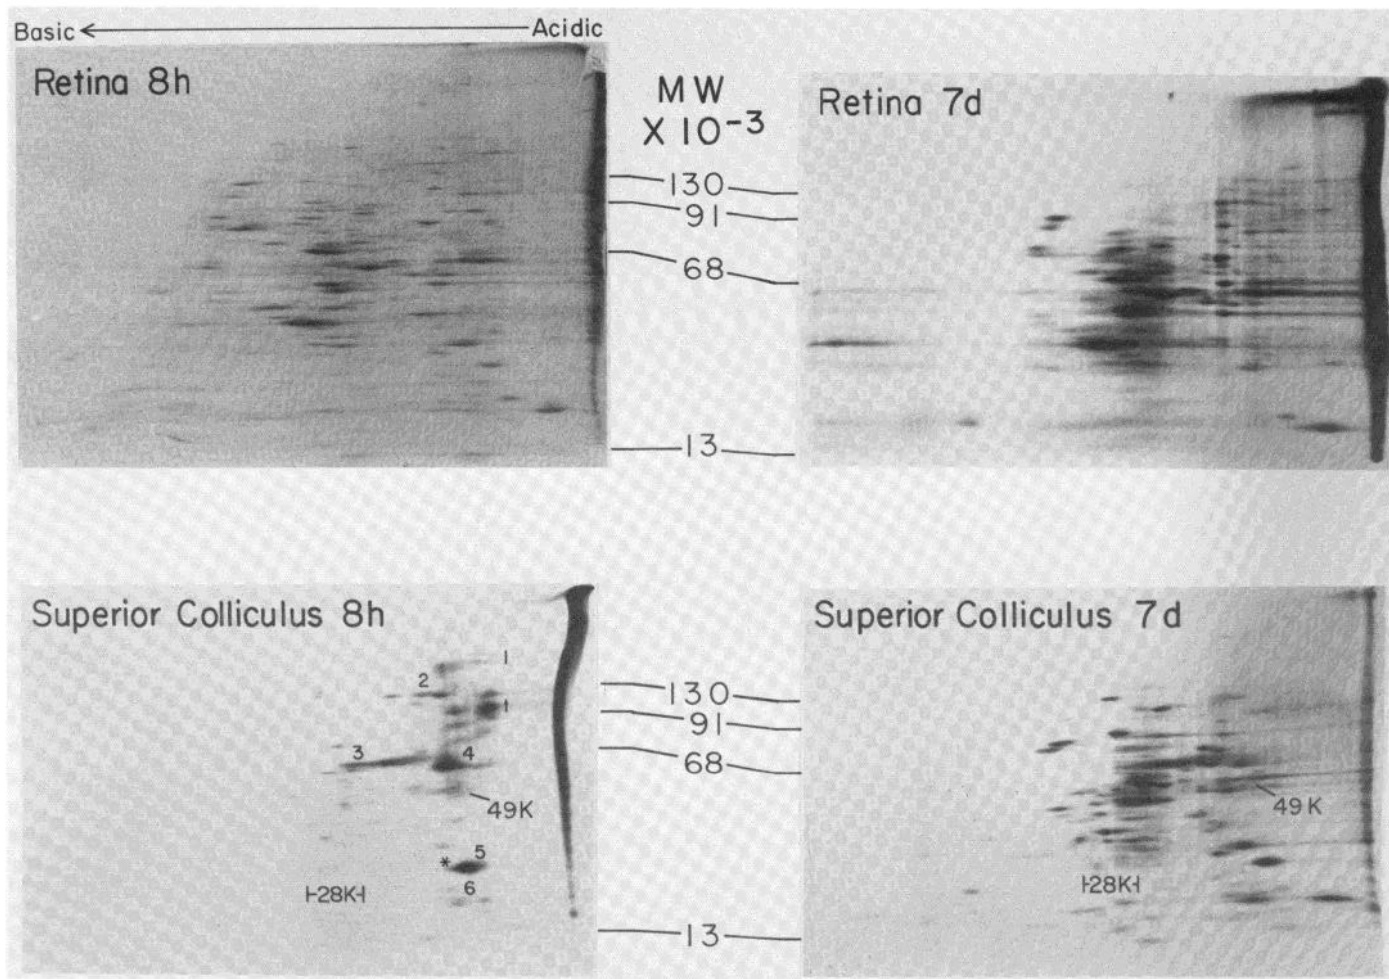 Basic Acidic
Retina 8h
MW
X 10-3
Retina 7d
130
91
68
13
Superior Colliculus 8h
Superior Colliculus 7d
1
2
1
3
4
49K
* 5
6
28K
130
91
68
13
49K
28K